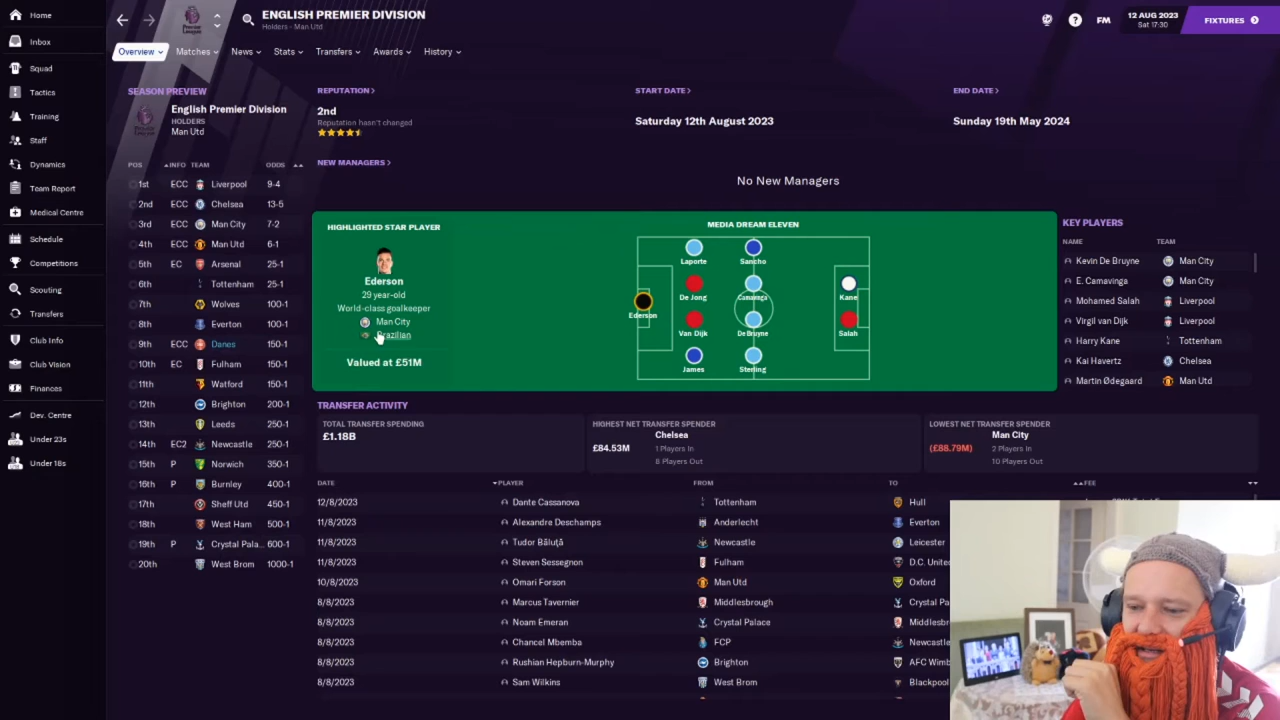 Home
Inbox
Squad
Tactics
Training
Staff
Dynamics
Team Report
Medical Centre
Schedule
Competitions
Scouting
Transfers
Club Info
Club Vision
Finances
Dev. Centre
Under 23s
Under 18s
ENGLISH PREMIER DIVISION
Holders - Man Utd
FM
12 AUG 2023
Sat 17:30
FIXTURES
Overview
Matches
News
Stats
Transfers
Awards
History
SEASON PREVIEW
English Premier Division
HOLDERS
Man Utd
POS INFO TEAM ODDS
1st ECC Liverpool 9-4
2nd ECC Chelsea 13-5
3rd ECC Man City 7-2
4th ECC Man Utd 6-1
5th EC Arsenal 25-1
6th Tottenham 25-1
7th Wolves 100-1
8th Everton 100-1
9th ECC Danes 150-1
10th EC Fulham 150-1
11th Watford 150-1
12th Brighton 200-1
13th Leeds 250-1
14th EC2 Newcastle 250-1
15th P Norwich 350-1
16th P Burnley 400-1
17th Sheff Utd 450-1
18th West Ham 500-1
19th P Crystal Pala... 600-1
20th West Brom 1000-1
REPUTATION
2nd
Reputation hasn't changed
START DATE
Saturday 12th August 2023
END DATE
Sunday 19th May 2024
NEW MANAGERS
No New Managers
HIGHLIGHTED STAR PLAYER
Ederson
29 year-old
World-class goalkeeper
Man City
Brazilian
Valued at £51M
MEDIA DREAM ELEVEN
Laporte
Sancho
De Jong
Camavinga
Kane
Ederson
Van Dijk
De Bruyne
Salah
James
Sterling
KEY PLAYERS
NAME TEAM
Kevin De Bruyne Man City
E. Camavinga Man City
Mohamed Salah Liverpool
Virgil van Dijk Liverpool
Harry Kane Tottenham
Kai Havertz Chelsea
Martin Ødegaard Man Utd
TRANSFER ACTIVITY
TOTAL TRANSFER SPENDING
£1.18B
HIGHEST NET TRANSFER SPENDER
£84.53M
Chelsea
1 Players In
8 Players Out
LOWEST NET TRANSFER SPENDER
(£88.79M)
Man City
2 Players In
10 Players Out
DATE PLAYER FROM TO FEE
12/8/2023 Dante Cassanova Tottenham Hull
11/8/2023 Alexandre Deschamps Anderlecht Everton
11/8/2023 Tudor Băluţă Newcastle Leicester
11/8/2023 Steven Sessegnon Fulham D.C. Unite
10/8/2023 Omari Forson Man Utd Oxford
8/8/2023 Marcus Tavernier Middlesbrough Crystal Pa
8/8/2023 Noam Emeran Crystal Palace Middlesbr
8/8/2023 Chancel Mbemba FCP Newcastle
8/8/2023 Rushian Hepburn-Murphy Brighton AFC Wimb
8/8/2023 Sam Wilkins West Brom Blackpool